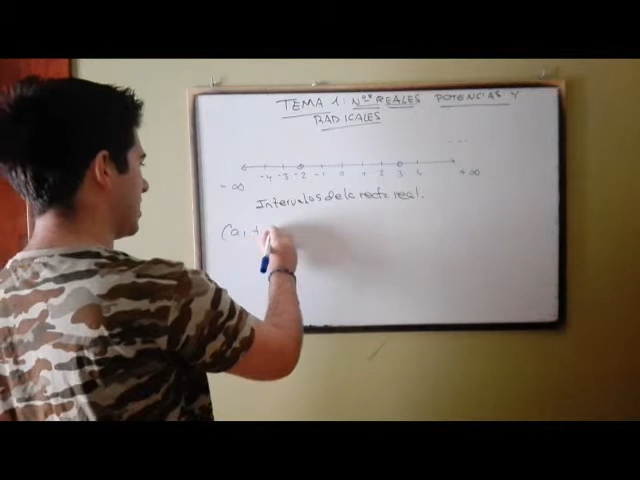 TEMA 1: Nos REALES POTENCIAS Y
RADICALES
-4 -3 -2 -1 0 1 2 3 4
-∞ +∞
Intervalos de la recta real.
(a, +